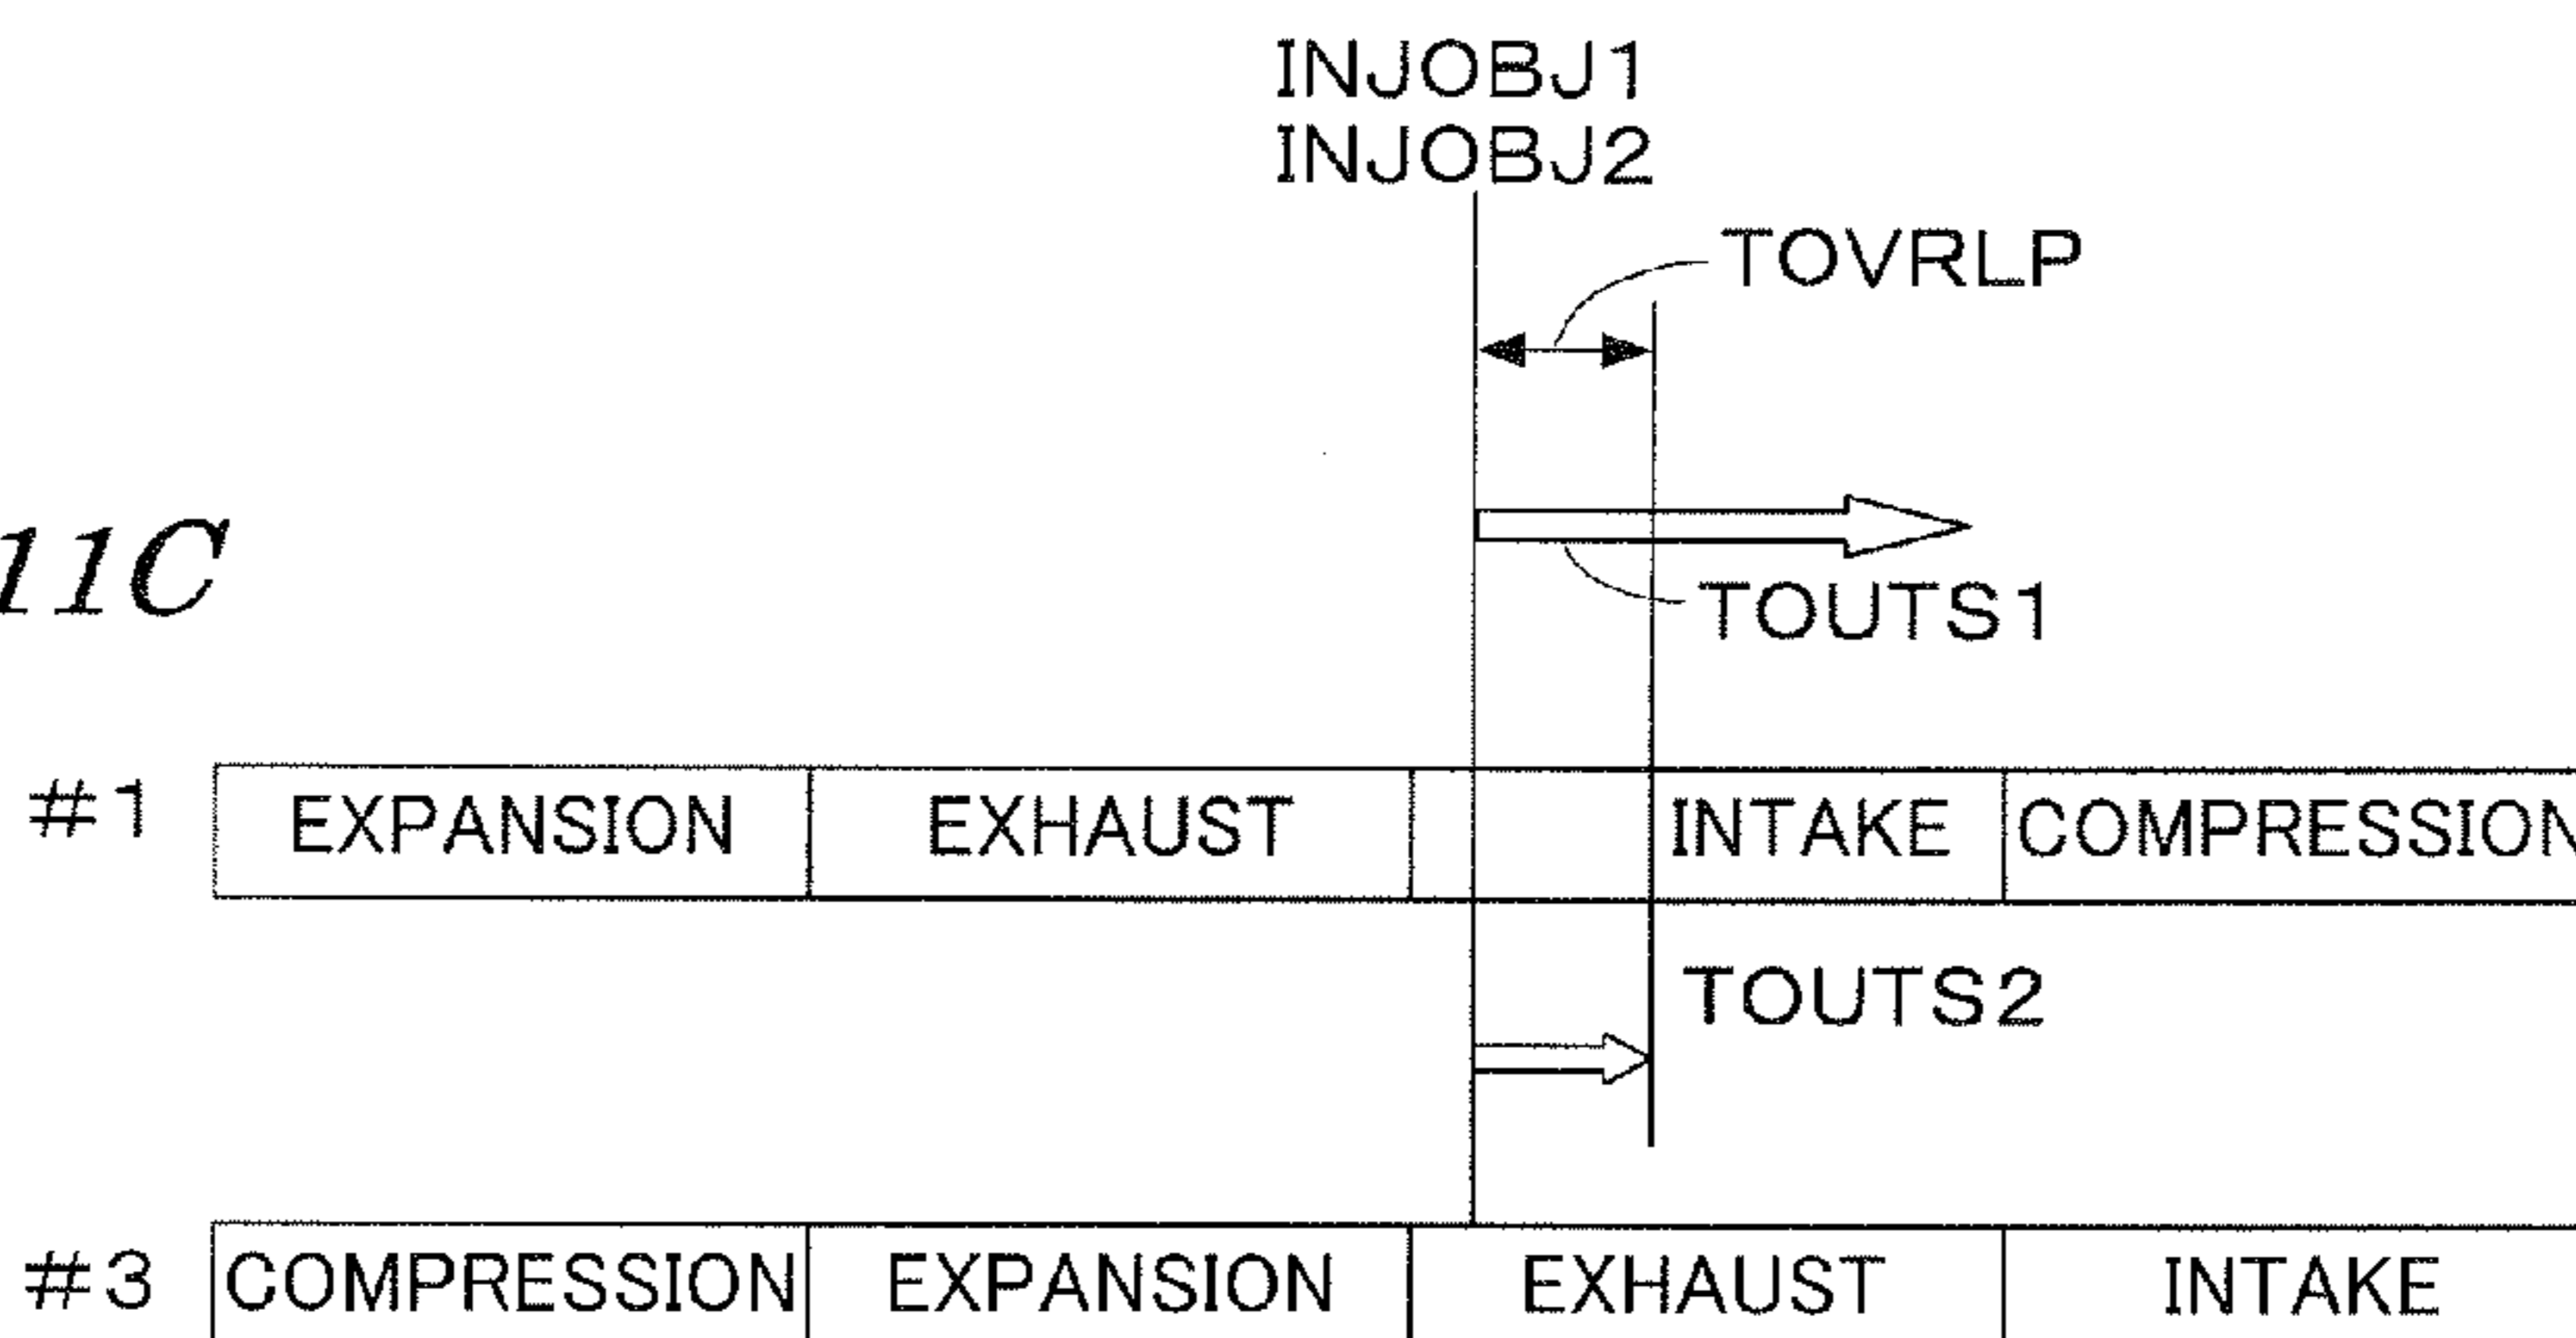 INJOBJ1
INJOBJ2
TOVRLP
11C
TOUTS1
#1 EXPANSION EXHAUST INTAKE COMPRESSION
TOUTS2
#3 COMPRESSION EXPANSION EXHAUST INTAKE